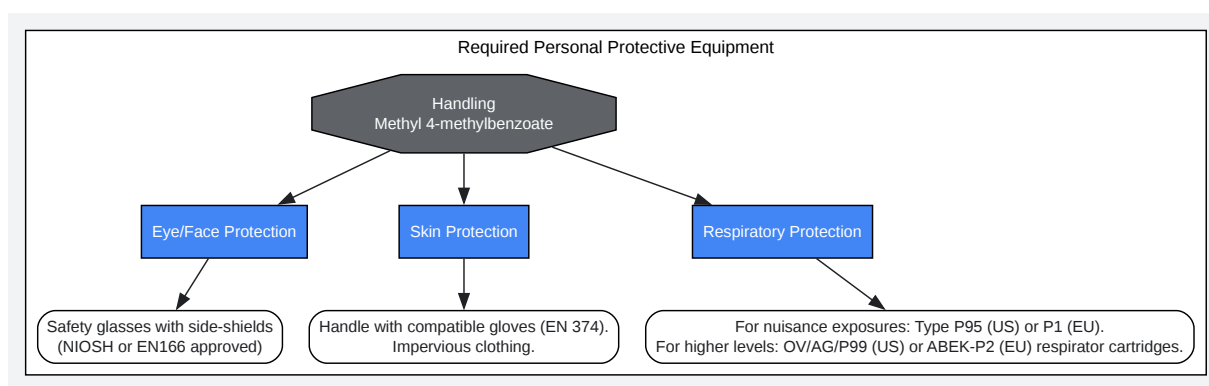 Required Personal Protective Equipment
Handling
Methyl 4-methylbenzoate
Eye/Face Protection
Skin Protection
Respiratory Protection
Safety glasses with side-shields
(NIOSH or EN166 approved)
Handle with compatible gloves (EN 374).
Impervious clothing.
For nuisance exposures: Type P95 (US) or P1 (EU).
For higher levels: OV/AG/P99 (US) or ABEK-P2 (EU) respirator cartridges.